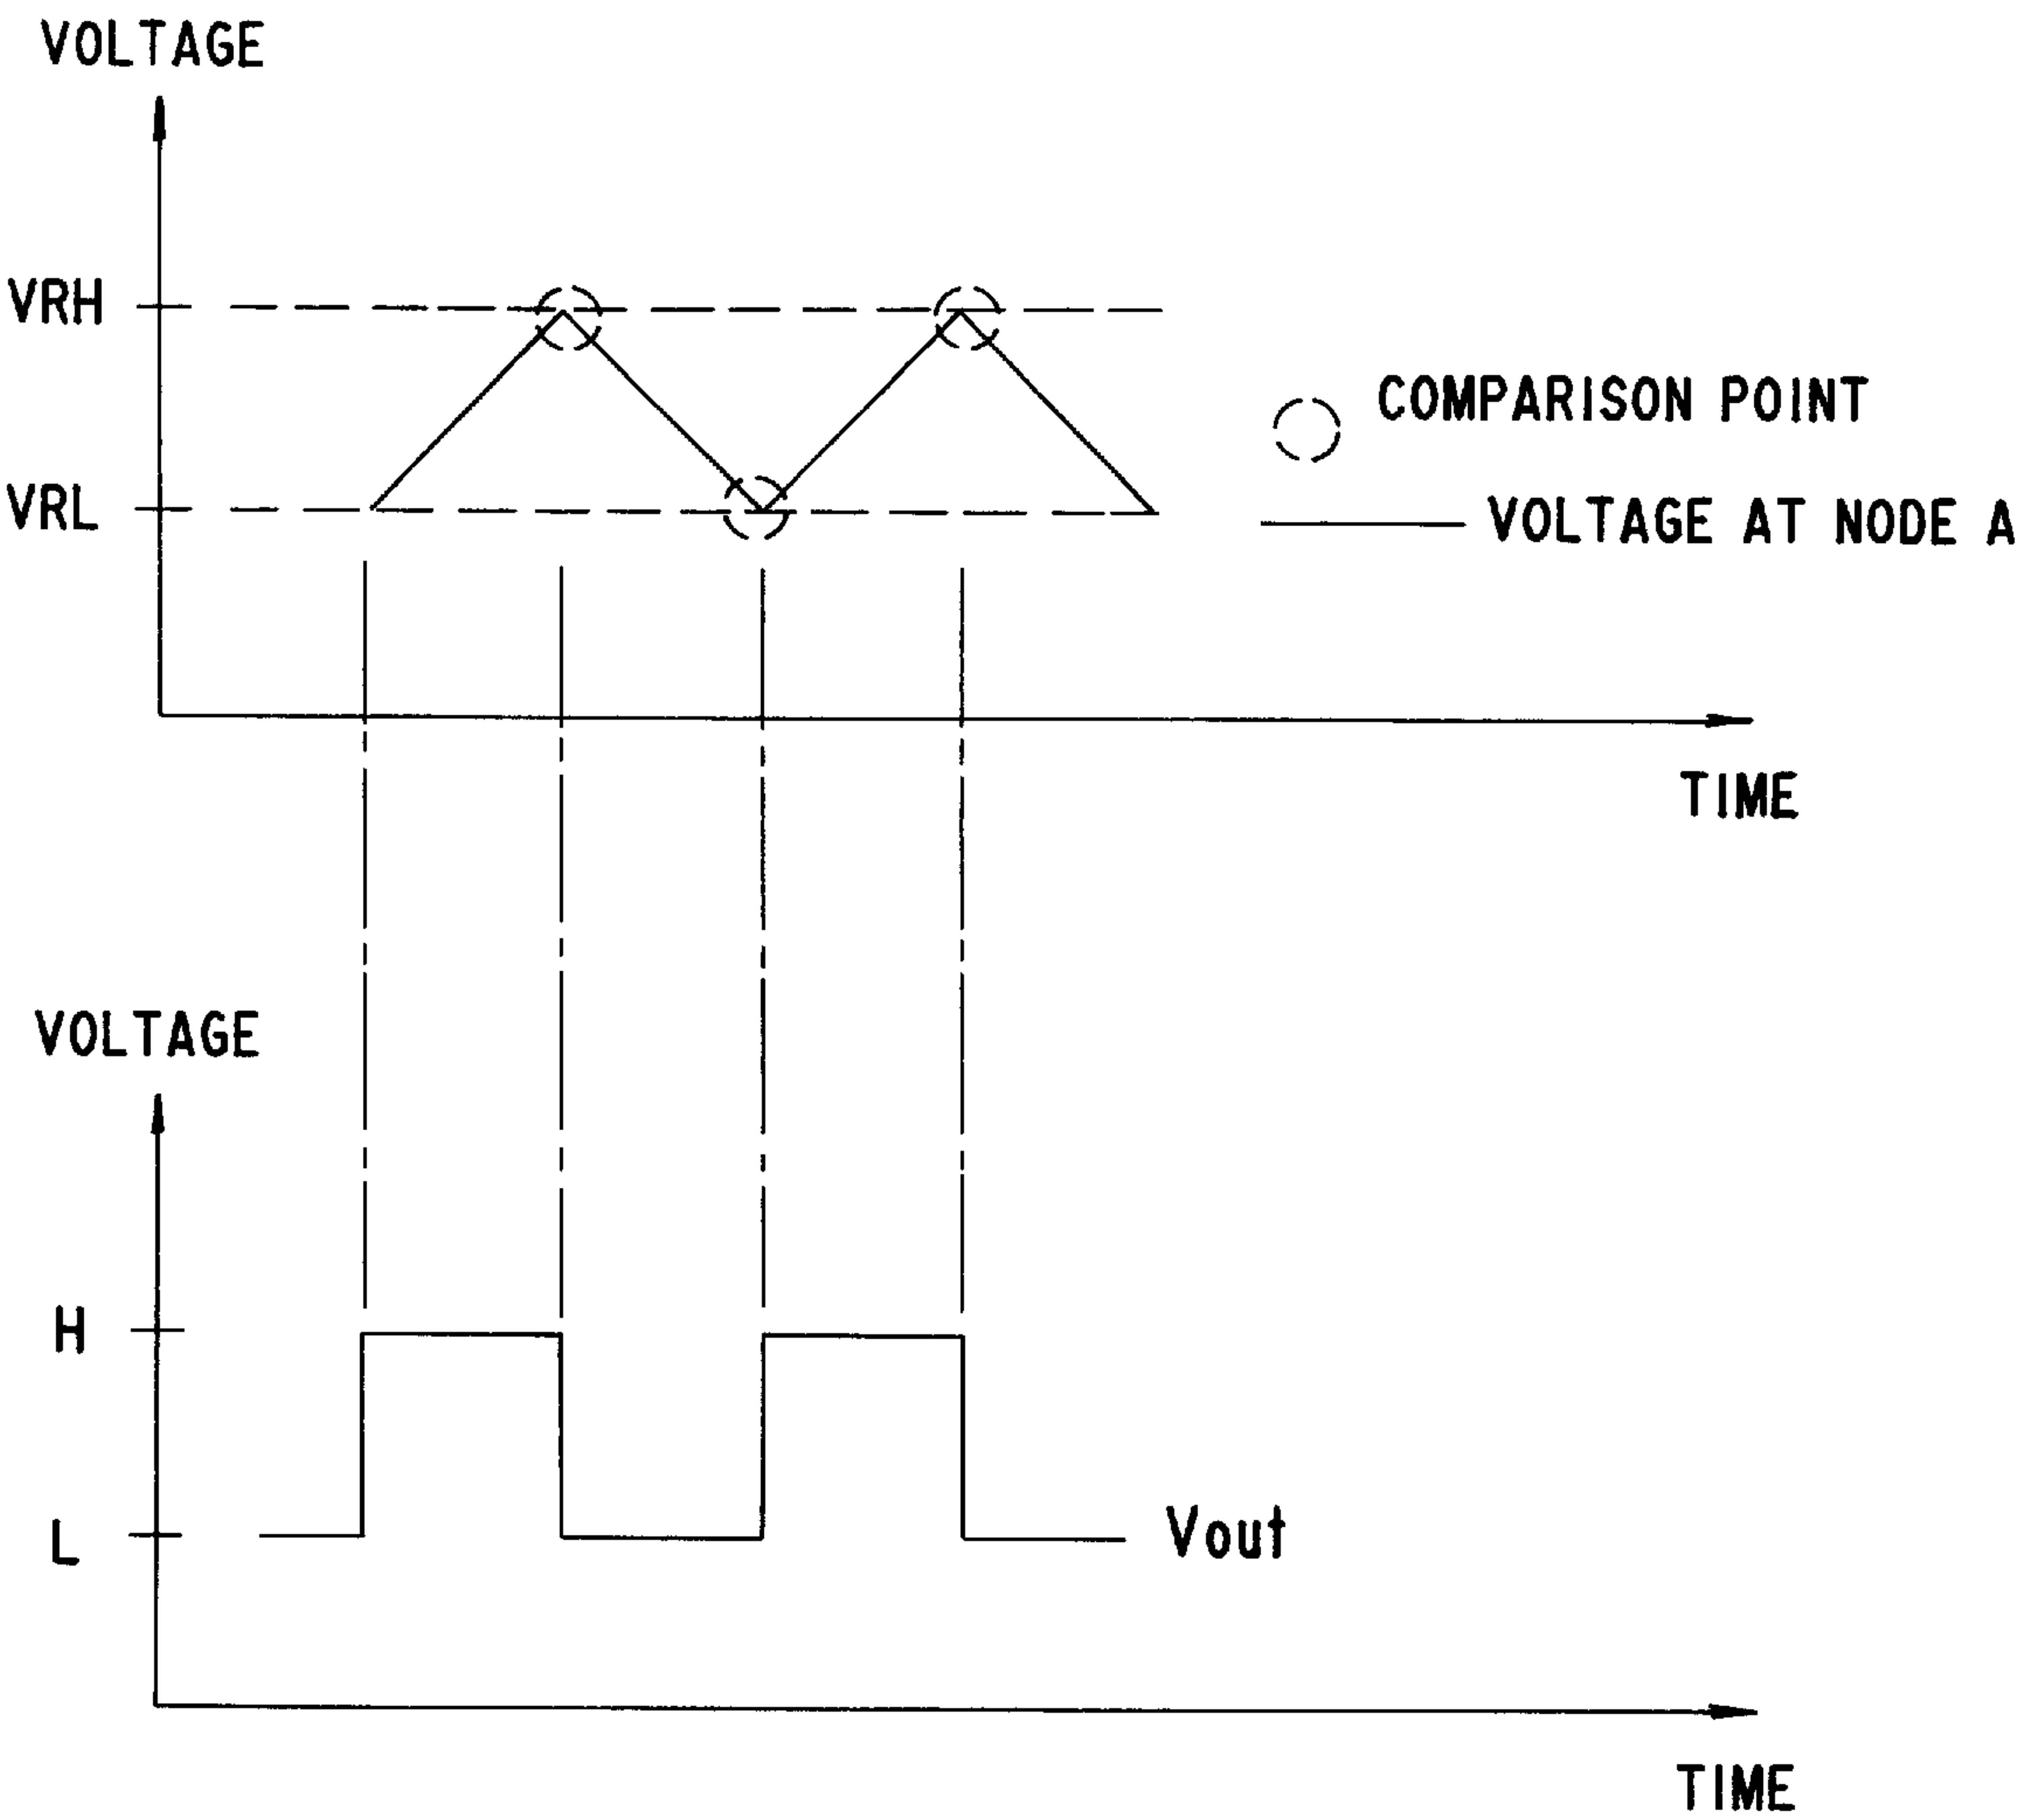 VOLTAGE
VRH
COMPARISON POINT
VRL
VOLTAGE AT NODE A
TIME
VOLTAGE
H
L
Vout
TIME